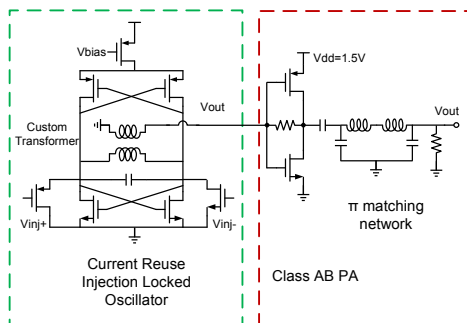 Vbias
Vdd=1.5V
Vout
Vout
Custom
Transformer
Vinj+
Vinj-
π matching
network
Current Reuse
Injection Locked
Oscillator
Class AB PA